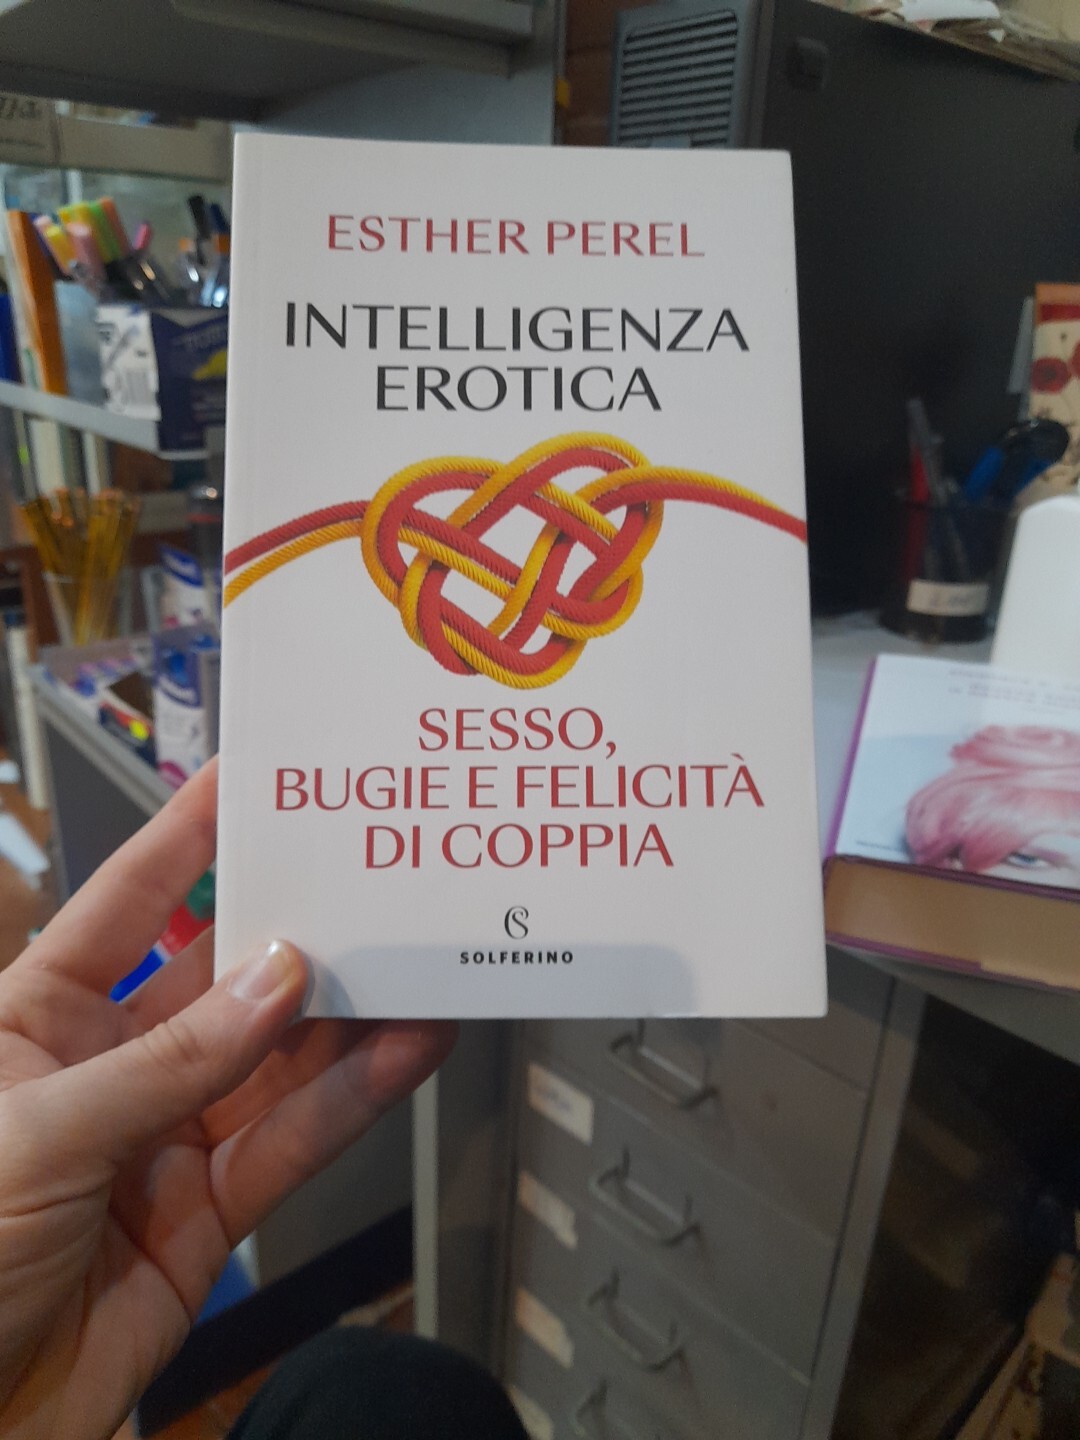 ESTHER PEREL
INTELLIGENZA
EROTICA
SESSO,
BUGIE E FELICITÀ
DI COPPIA
SOLFERINO